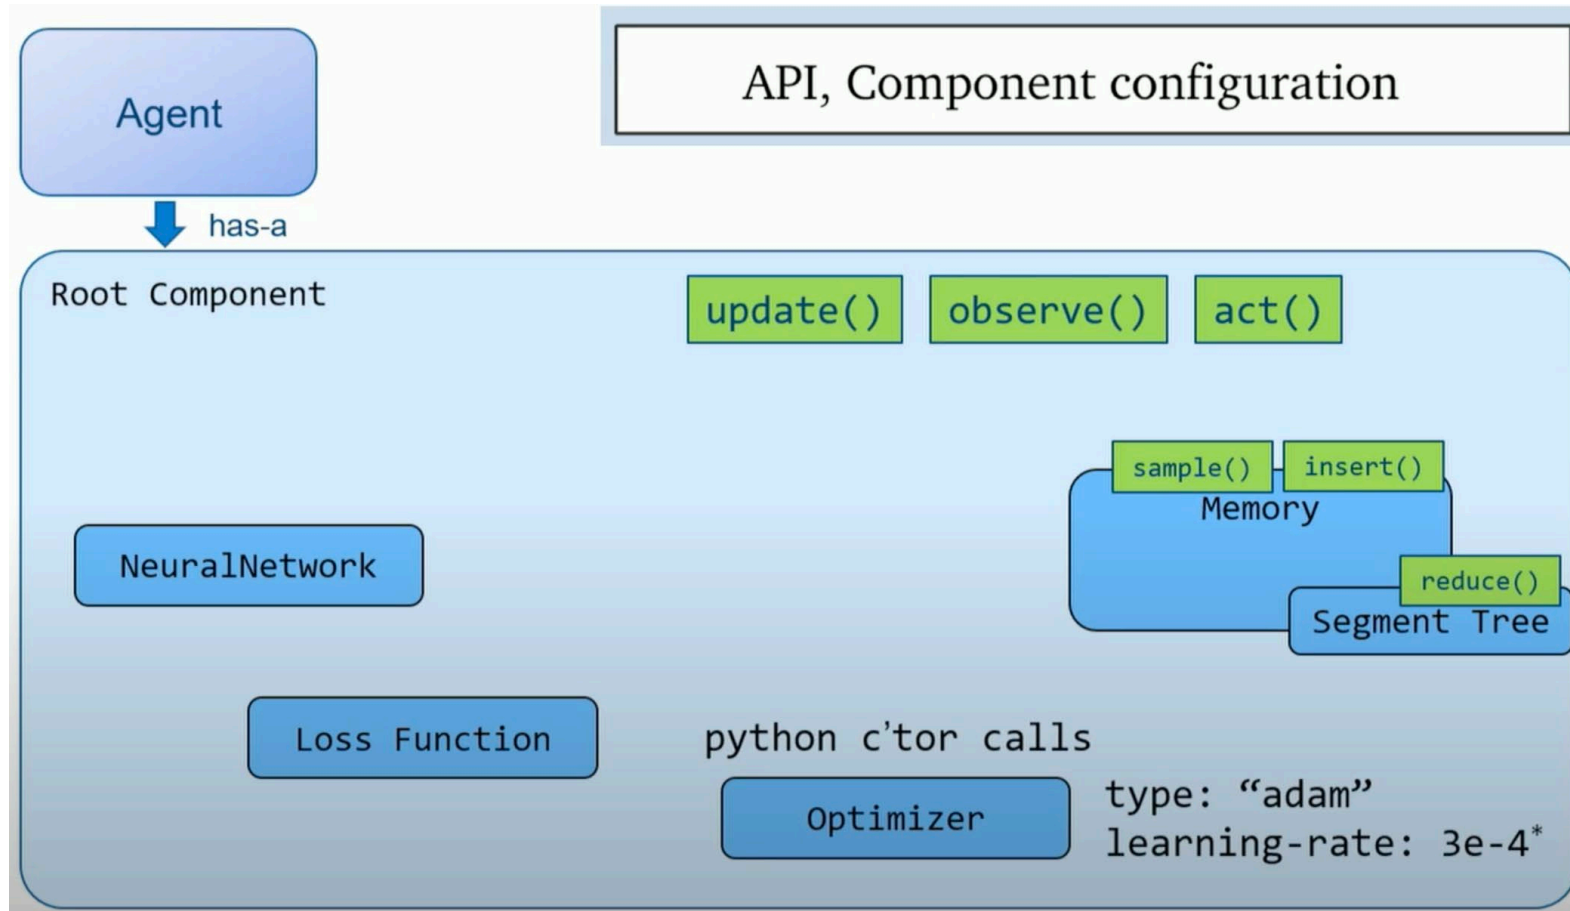 Agent
API, Component configuration
has-a
Root Component
update()
observe()
act()
sample()
insert()
Memory
reduce()
Segment Tree
NeuralNetwork
Loss Function
python c’tor calls
Optimizer
type: “adam”
learning-rate: 3e-4*